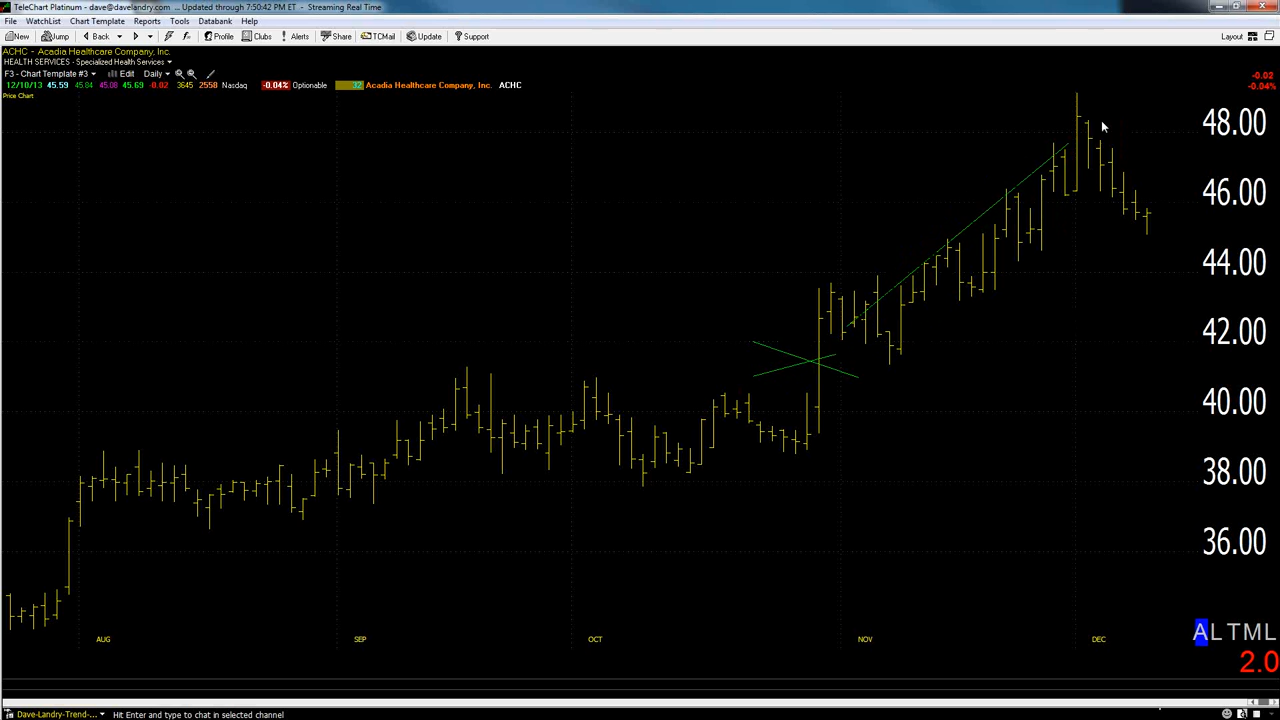 TeleChart Platinum - dave@davelandry.com ... Updated through 7:50:42 PM ET - Streaming Real Time
File WatchList Chart Template Reports Tools Databank Help
New Jump Back Profile Clubs Alerts Share TCMail Update Support Layout
ACHC - Acadia Healthcare Company, Inc.
HEALTH SERVICES - Specialized Health Services
F3 - Chart Template #3 Edit Daily
-0.02
12/10/13 45.59 45.84 45.08 45.69 -0.02 3645 2558 Nasdaq -0.04% Optionable 32 Acadia Healthcare Company, Inc. ACHC -0.04%
Price Chart
48.00
46.00
44.00
42.00
40.00
38.00
36.00
ALTML
AUG SEP OCT NOV DEC
2.0
Dave-Landry-Trend-... Hit Enter and type to chat in selected channel